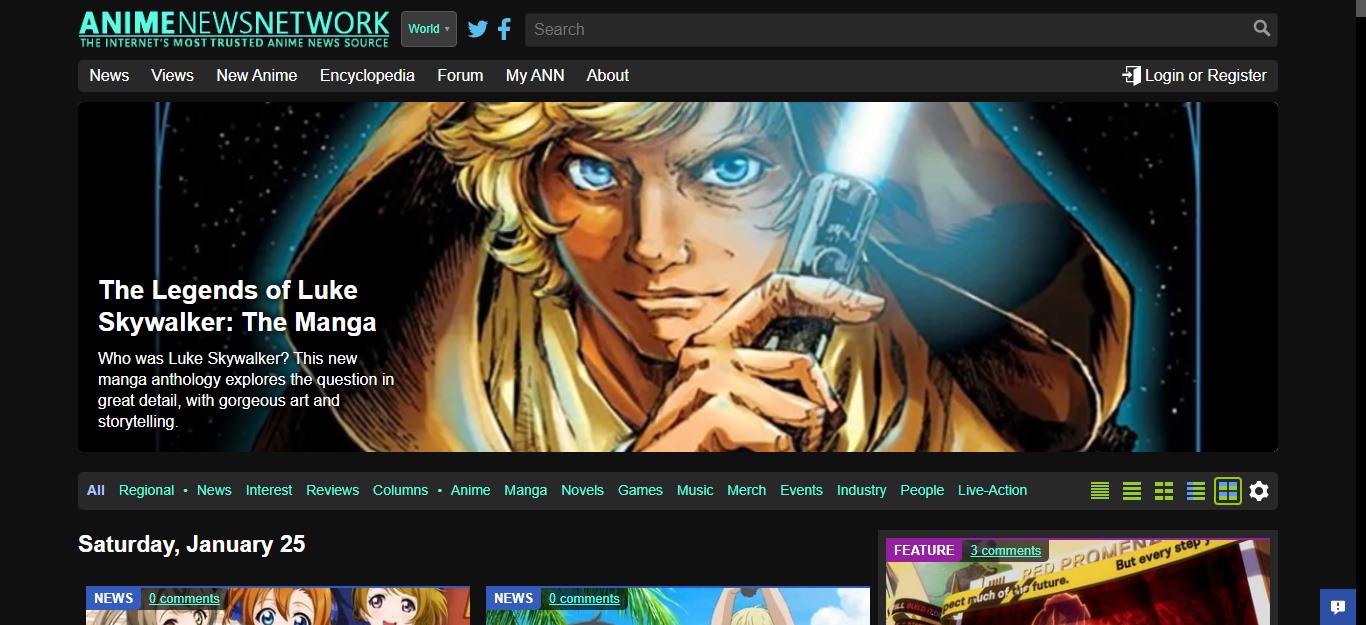 ANIMENEWSNETWORK
THE INTERNET'S MOST TRUSTED ANIME NEWS SOURCE
World
Search
News Views New Anime Encyclopedia Forum My ANN About
Login or Register
The Legends of Luke
Skywalker: The Manga
Who was Luke Skywalker? This new
manga anthology explores the question in
great detail, with gorgeous art and
storytelling.
All Regional • News Interest Reviews Columns • Anime Manga Novels Games Music Merch Events Industry People Live-Action
Saturday, January 25
NEWS 0 comments
NEWS 0 comments
FEATURE 3 comments
But every step
much of future.